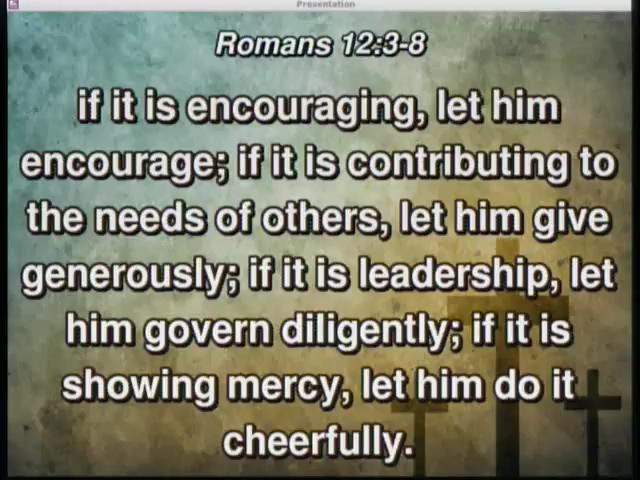 Presentation
Romans 12:3-8
if it is encouraging, let him
encourage; if it is contributing to
the needs of others, let him give
generously; if it is leadership, let
him govern diligently; if it is
showing mercy, let him do it
cheerfully.